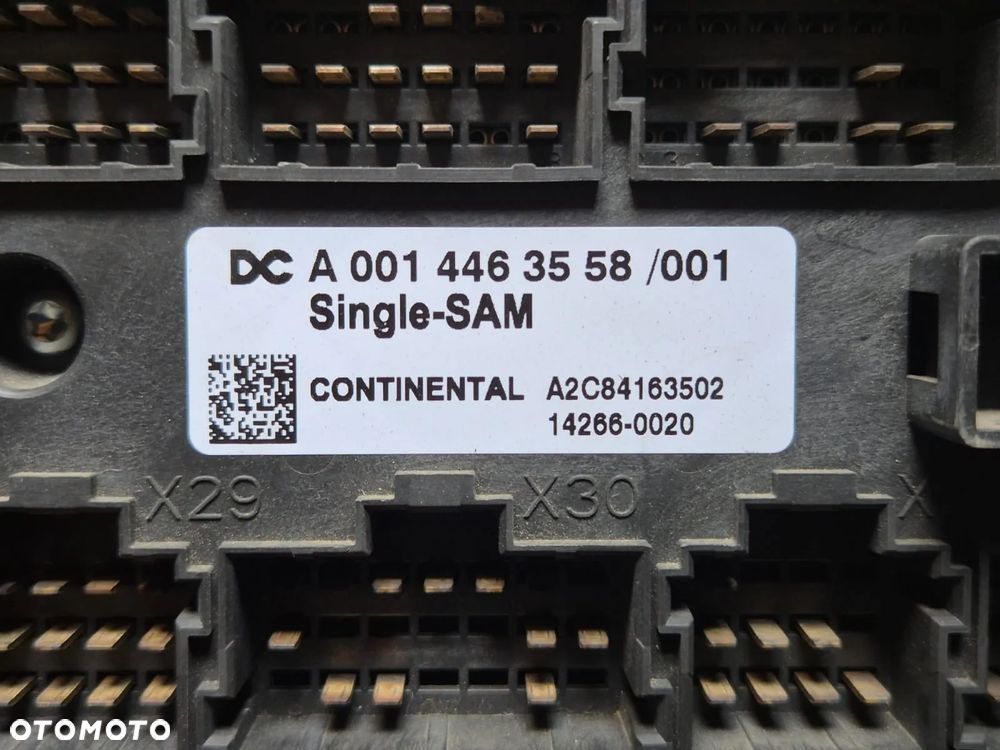 DC A 001 446 35 58 /001
Single-SAM
CONTINENTAL A2C84163502
14266-0020
X29 X30 X
OTOMOTO